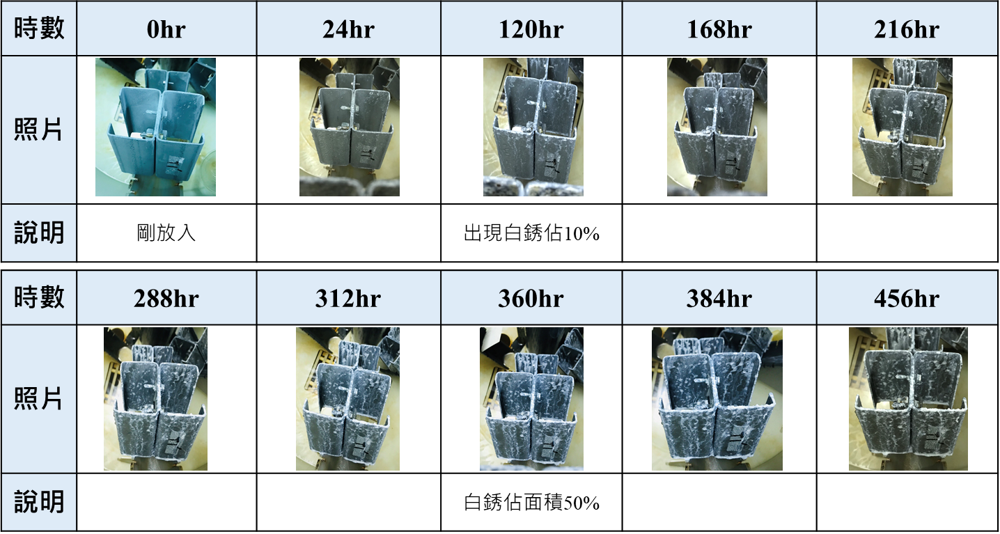 時數 0hr 24hr 120hr 168hr 216hr
照片
說明 剛放入 出現白銹佔10%
時數 288hr 312hr 360hr 384hr 456hr
照片
說明 白銹佔面積50%